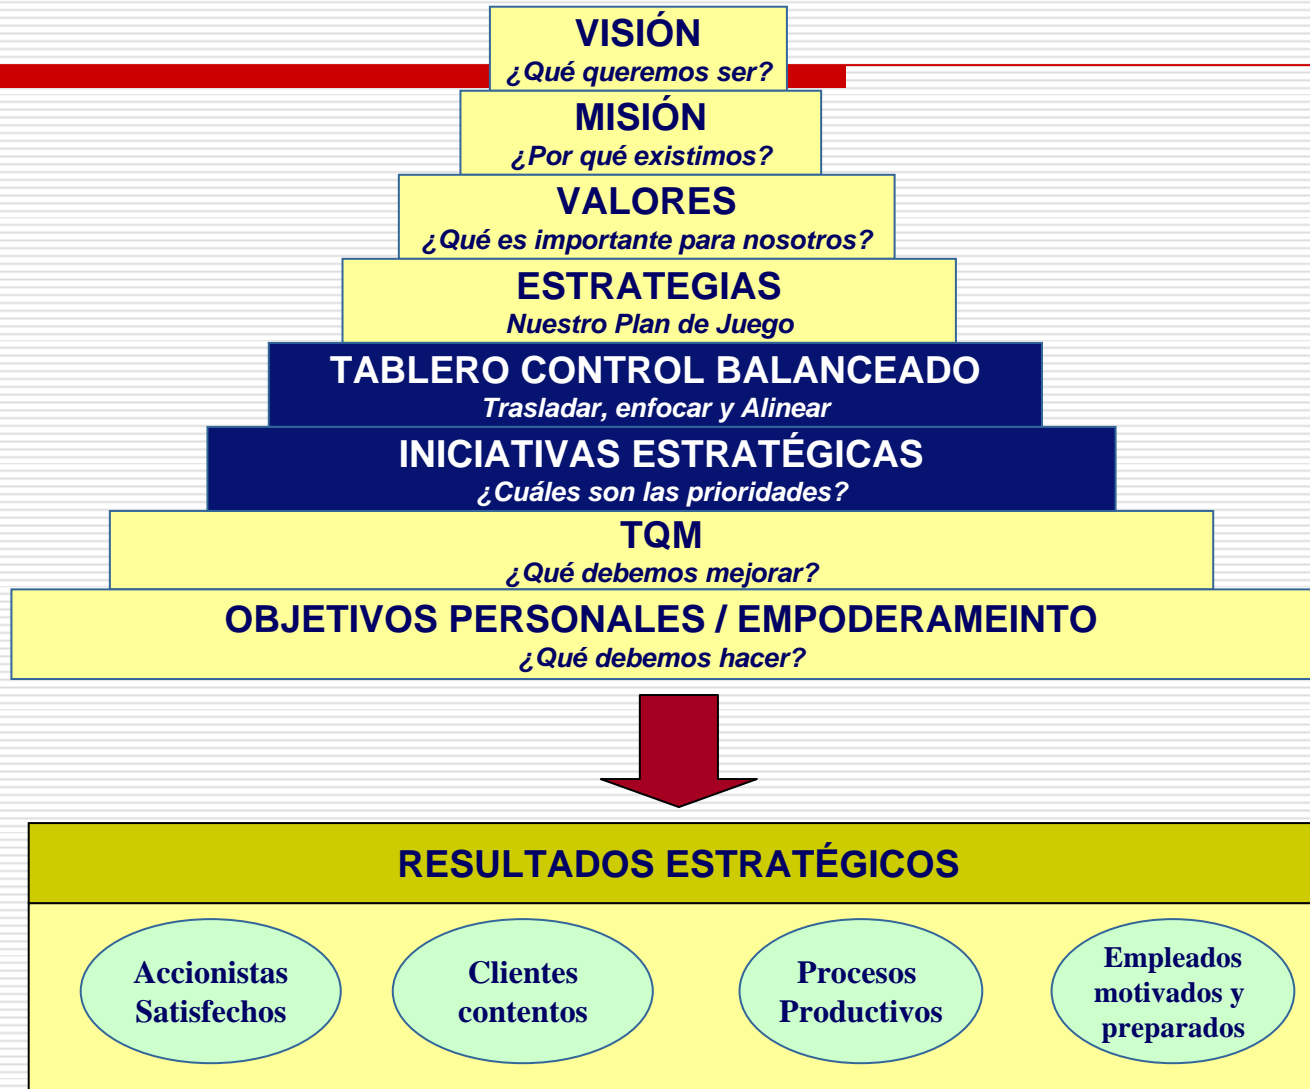 VISIÓN
¿Qué queremos ser?
MISIÓN
¿Por qué existimos?
VALORES
¿Qué es importante para nosotros?
ESTRATEGIAS
Nuestro Plan de Juego
TABLERO CONTROL BALANCEADO
Trasladar, enfocar y Alinear
INICIATIVAS ESTRATÉGICAS
¿Cuáles son las prioridades?
TQM
¿Qué debemos mejorar?
OBJETIVOS PERSONALES / EMPODERAMEINTO
¿Qué debemos hacer?
RESULTADOS ESTRATÉGICOS
Accionistas
Satisfechos
Clientes
contentos
Procesos
Productivos
Empleados
motivados y
preparados